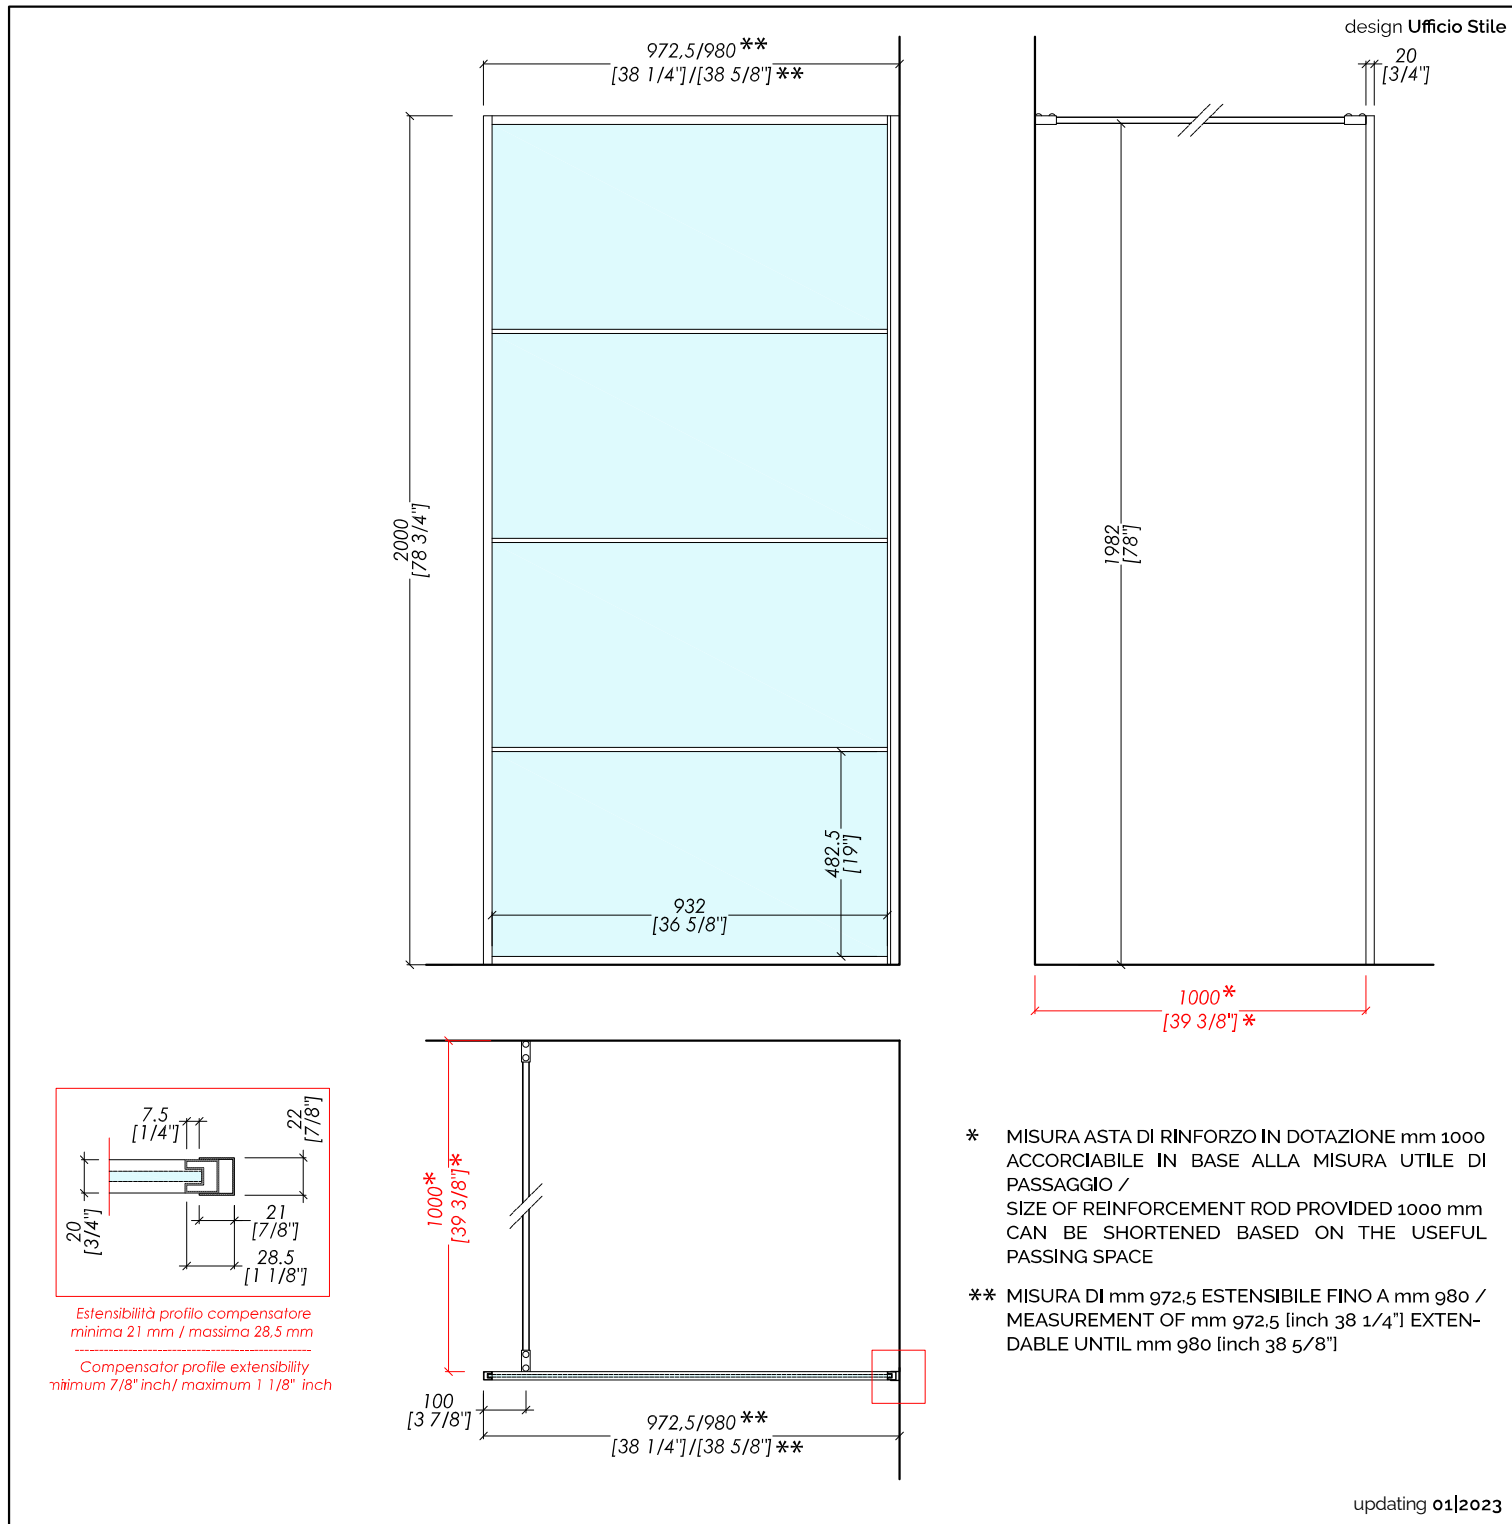 design Ufficio Stile
972,5/980 **
[38 1/4"]/[38 5/8"] **
20
[3/4"]
2000
[78 3/4"]
1982
[78"]
482.5
[19"]
932
[36 5/8"]
1000*
[39 3/8"]*
7.5
[1/4"]
22
[7/8"]
20
[3/4"]
21
[7/8"]
28.5
[1 1/8"]
Estensibilità profilo compensatore
minima 21 mm / massima 28,5 mm
Compensator profile extensibility
minimum 7/8" inch/ maximum 1 1/8" inch
1000*
[39 3/8"]*
100
[3 7/8"]
972,5/980 **
[38 1/4"]/[38 5/8"] **
* MISURA ASTA DI RINFORZO IN DOTAZIONE mm 1000
ACCORCIABILE IN BASE ALLA MISURA UTILE DI
PASSAGGIO /
SIZE OF REINFORCEMENT ROD PROVIDED 1000 mm
CAN BE SHORTENED BASED ON THE USEFUL
PASSING SPACE
** MISURA DI mm 972,5 ESTENSIBILE FINO A mm 980 /
MEASUREMENT OF mm 972,5 [inch 38 1/4”] EXTEN-
DABLE UNTIL mm 980 [inch 38 5/8”]
updating 01|2023